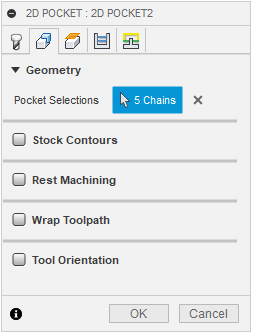 2D POCKET : 2D POCKET2
Geometry
Pocket Selections 5 Chains
Stock Contours
Rest Machining
Wrap Toolpath
Tool Orientation
OK Cancel